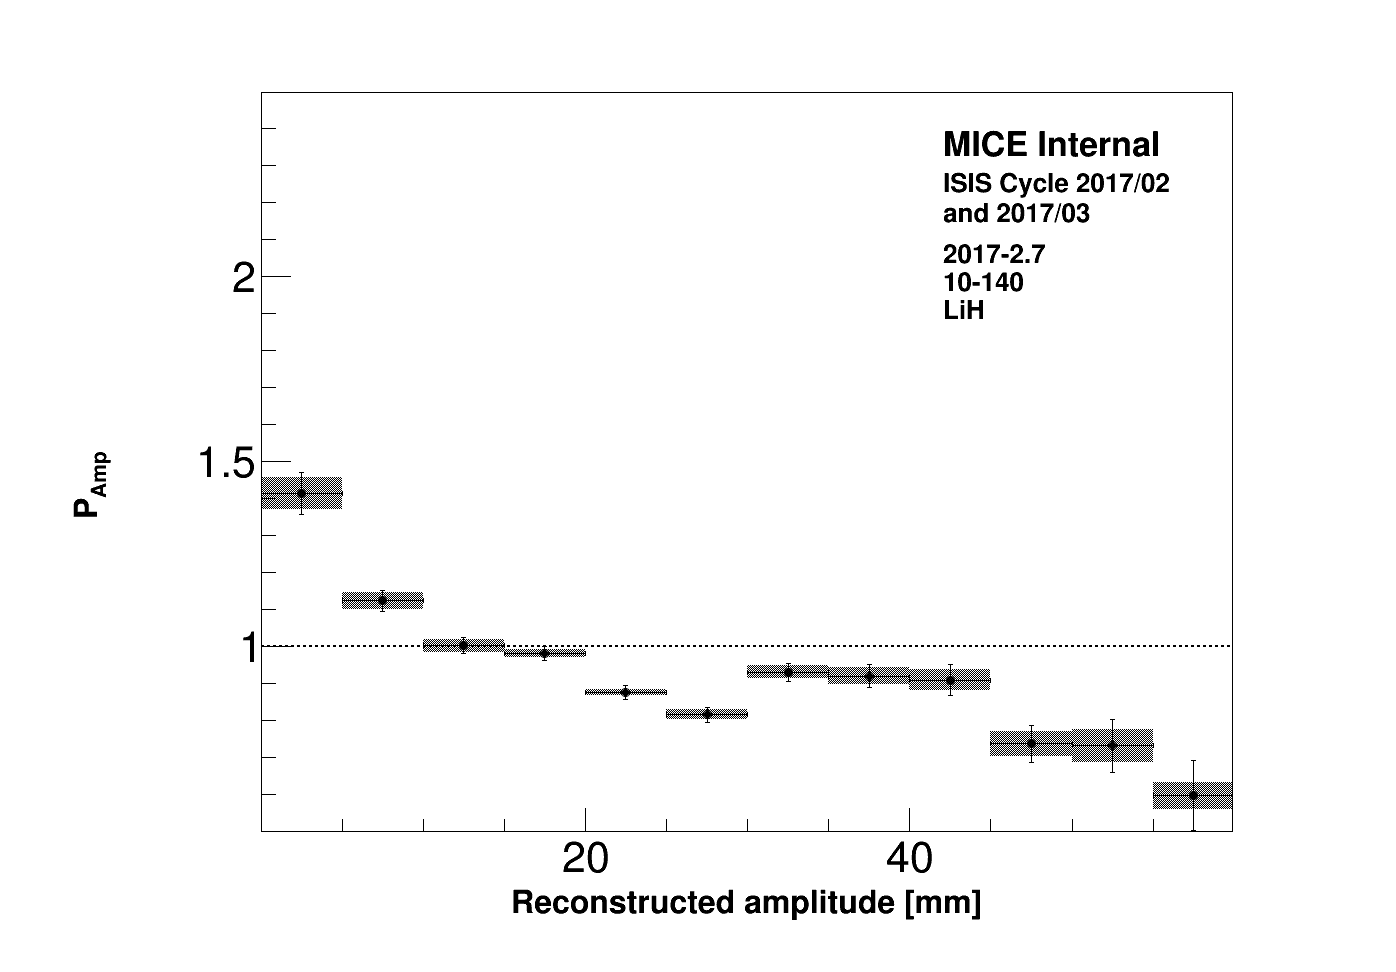 MICE Internal
ISIS Cycle 2017/02
and 2017/03
2017-2.7
10-140
LiH
2
1.5
1
P_Amp
20 40
Reconstructed amplitude [mm]